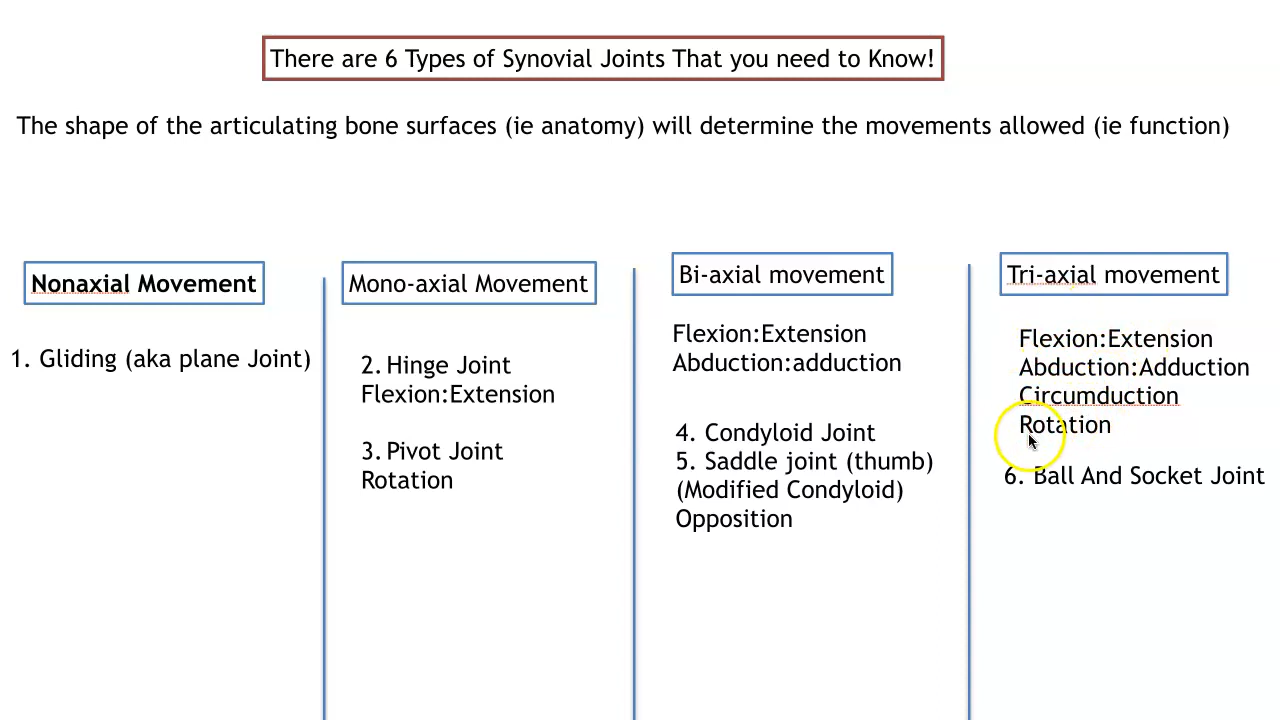 There are 6 Types of Synovial Joints That you need to Know!
The shape of the articulating bone surfaces (ie anatomy) will determine the movements allowed (ie function)
Nonaxial Movement
1. Gliding (aka plane Joint)
Mono-axial Movement
2. Hinge Joint
Flexion:Extension
3. Pivot Joint
Rotation
Bi-axial movement
Flexion:Extension
Abduction:adduction
4. Condyloid Joint
5. Saddle joint (thumb)
(Modified Condyloid)
Opposition
Tri-axial movement
Flexion:Extension
Abduction:Adduction
Circumduction
Rotation
6. Ball And Socket Joint